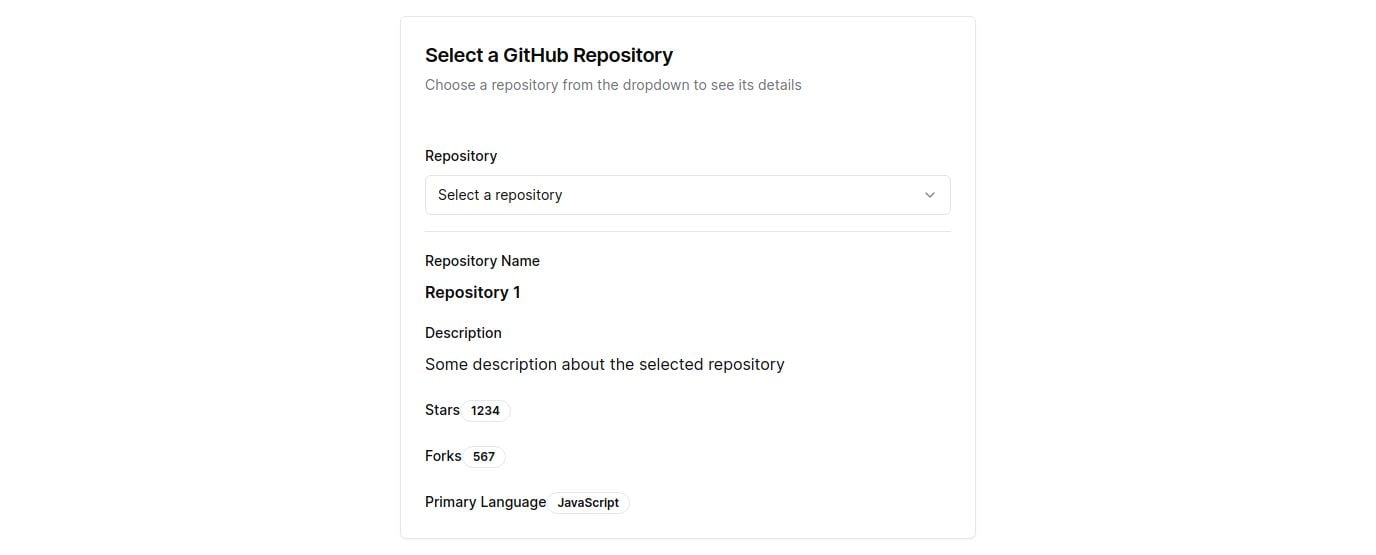 Select a GitHub Repository
Choose a repository from the dropdown to see its details
Repository
Select a repository
Repository Name
Repository 1
Description
Some description about the selected repository
Stars 1234
Forks 567
Primary Language JavaScript